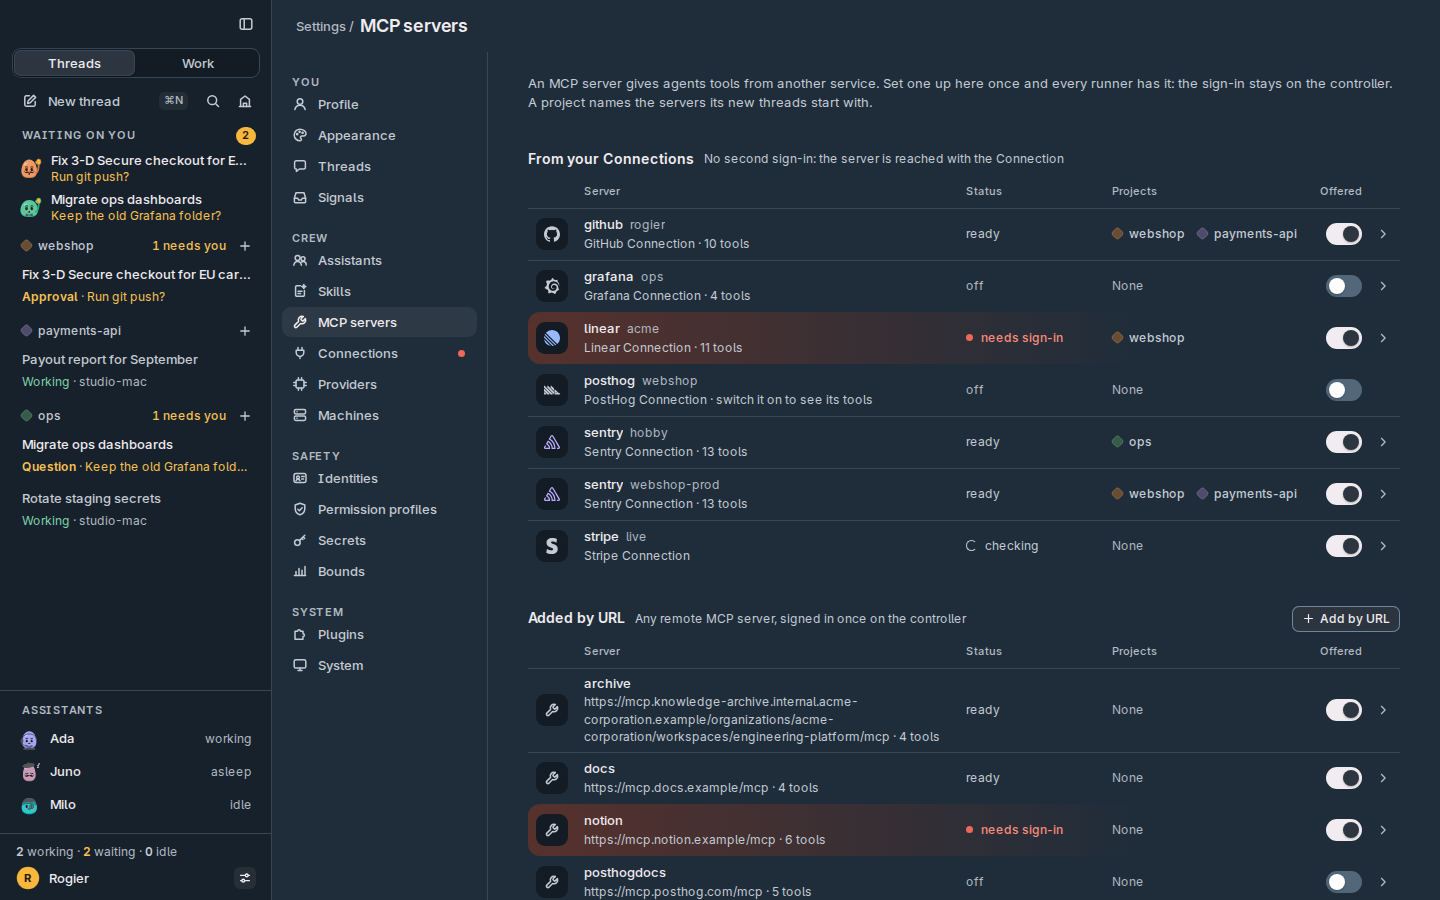 Threads
Work
New thread
⌘N
WAITING ON YOU
2
Fix 3-D Secure checkout for E...
Run git push?
Migrate ops dashboards
Keep the old Grafana folder?
webshop
1 needs you
Fix 3-D Secure checkout for EU car...
Approval · Run git push?
payments-api
Payout report for September
Working · studio-mac
ops
1 needs you
Migrate ops dashboards
Question · Keep the old Grafana fold...
Rotate staging secrets
Working · studio-mac
ASSISTANTS
Ada
working
Juno
asleep
Milo
idle
2 working · 2 waiting · 0 idle
R
Rogier
Settings / MCP servers
YOU
Profile
Appearance
Threads
Signals
CREW
Assistants
Skills
MCP servers
Connections
Providers
Machines
SAFETY
Identities
Permission profiles
Secrets
Bounds
SYSTEM
Plugins
System
An MCP server gives agents tools from another service. Set one up here once and every runner has it: the sign-in stays on the controller.
A project names the servers its new threads start with.
From your Connections
No second sign-in: the server is reached with the Connection
Server
Status
Projects
Offered
github rogier
GitHub Connection · 10 tools
ready
webshop
payments-api
grafana ops
Grafana Connection · 4 tools
off
None
linear acme
Linear Connection · 11 tools
needs sign-in
webshop
posthog webshop
PostHog Connection · switch it on to see its tools
off
None
sentry hobby
Sentry Connection · 13 tools
ready
ops
sentry webshop-prod
Sentry Connection · 13 tools
ready
webshop
payments-api
stripe live
Stripe Connection
checking
None
Added by URL
Any remote MCP server, signed in once on the controller
Add by URL
Server
Status
Projects
Offered
archive
https://mcp.knowledge-archive.internal.acme-
corporation.example/organizations/acme-
corporation/workspaces/engineering-platform/mcp · 4 tools
ready
None
docs
https://mcp.docs.example/mcp · 4 tools
ready
None
notion
https://mcp.notion.example/mcp · 6 tools
needs sign-in
None
posthogdocs
https://mcp.posthog.com/mcp · 5 tools
off
None